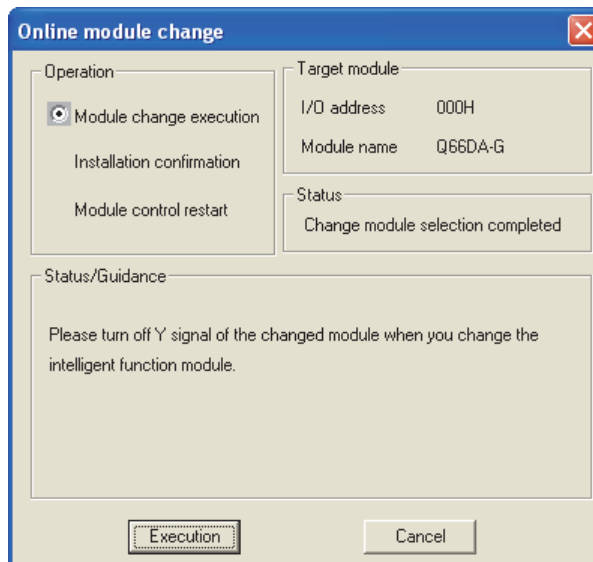 Online module change
Operation
Module change execution
Installation confirmation
Module control restart
Target module
I/O address 000H
Module name Q66DA-G
Status
Change module selection completed
Status/Guidance
Please turn off Y signal of the changed module when you change the
intelligent function module.
Execution Cancel